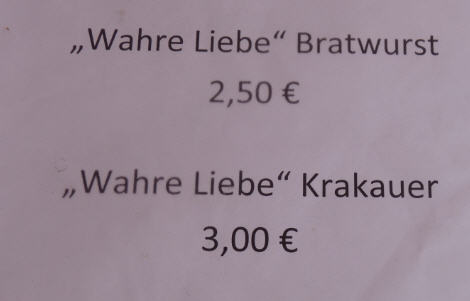 „Wahre Liebe“ Bratwurst
2,50 €
„Wahre Liebe“ Krakauer
3,00 €